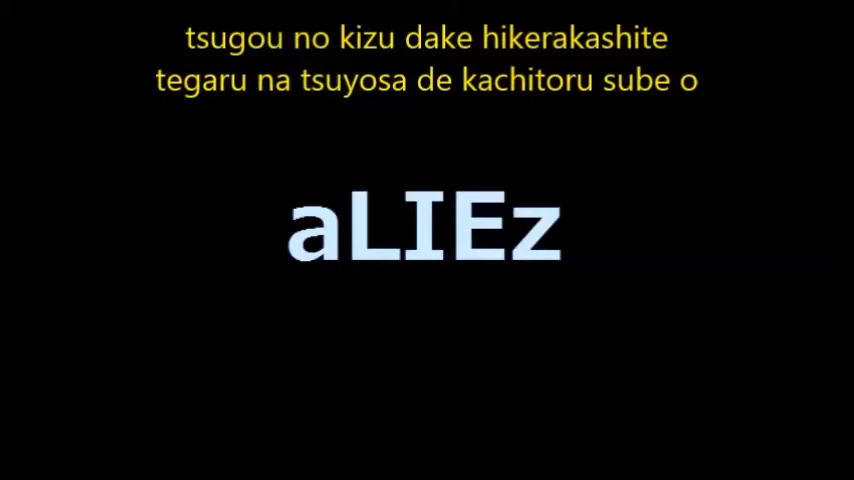 tsugou no kizu dake hikerakashite
tegaru na tsuyosa de kachitoru sube o
aLIEz